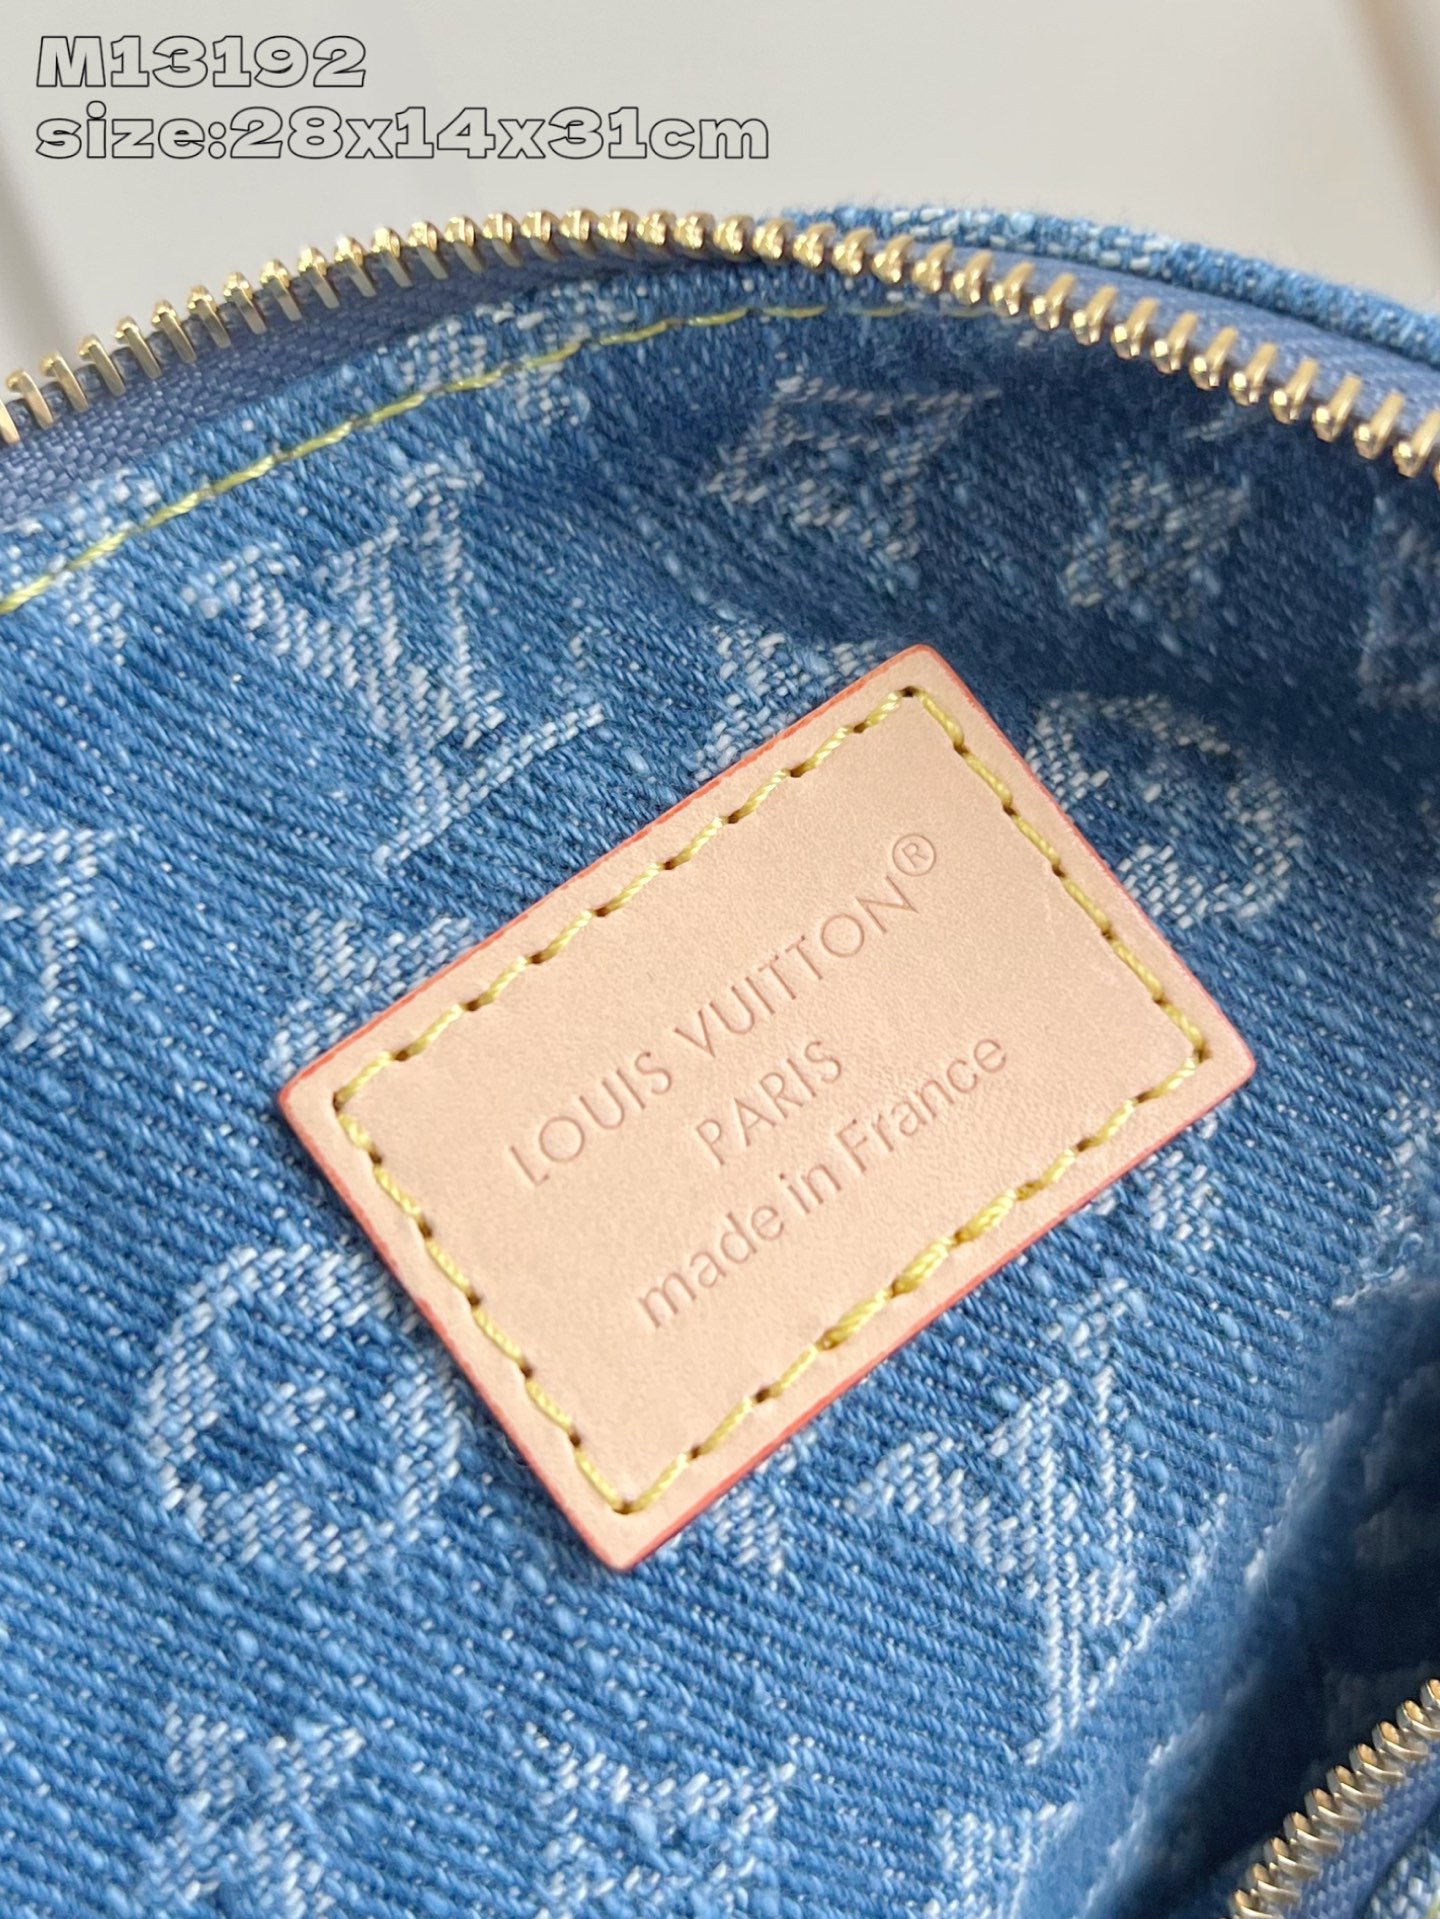 M13192
size:28x14x31cm
LOUIS VUITTON®
PARIS
made in France